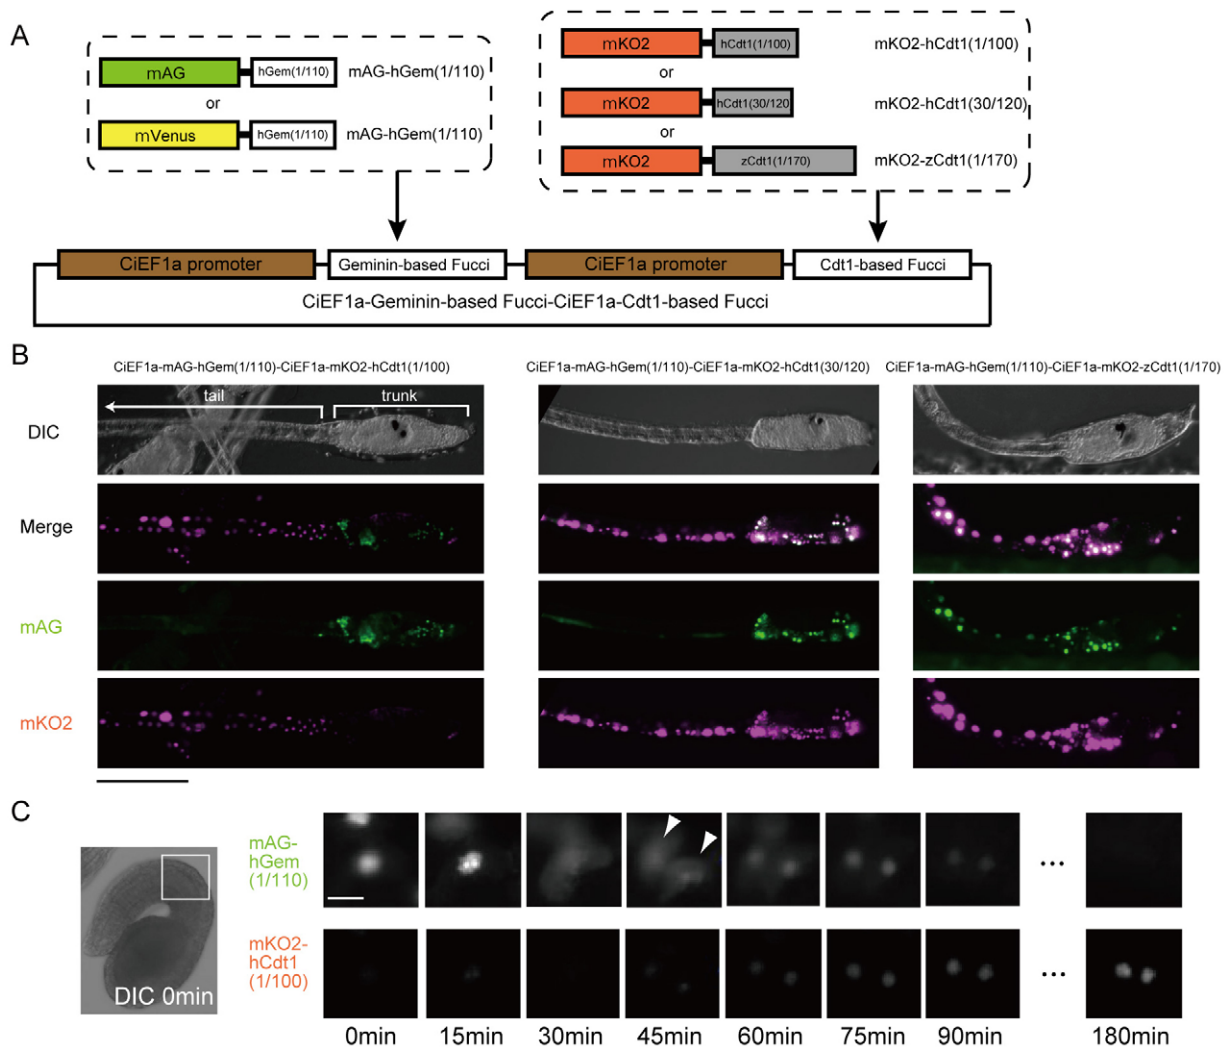 A
mAG hGem(1/110) mAG-hGem(1/110)
or
mVenus hGem(1/110) mAG-hGem(1/110)
mKO2 hCdt1(1/100) mKO2-hCdt1(1/100)
or
mKO2 hCdt1(30/120 mKO2-hCdt1(30/120)
or
mKO2 zCdt1(1/170) mKO2-zCdt1(1/170)
CiEF1a promoter Geminin-based Fucci CiEF1a promoter Cdt1-based Fucci
CiEF1a-Geminin-based Fucci-CiEF1a-Cdt1-based Fucci
B
CiEF1a-mAG-hGem(1/110)-CiEF1a-mKO2-hCdt1(1/100) CiEF1a-mAG-hGem(1/110)-CiEF1a-mKO2-hCdt1(30/120) CiEF1a-mAG-hGem(1/110)-CiEF1a-mKO2-zCdt1(1/170)
tail trunk
DIC
Merge
mAG
mKO2
C
DIC 0min
mAG-
hGem
(1/110)
...
mKO2-
hCdt1
(1/100)
...
0min 15min 30min 45min 60min 75min 90min 180min